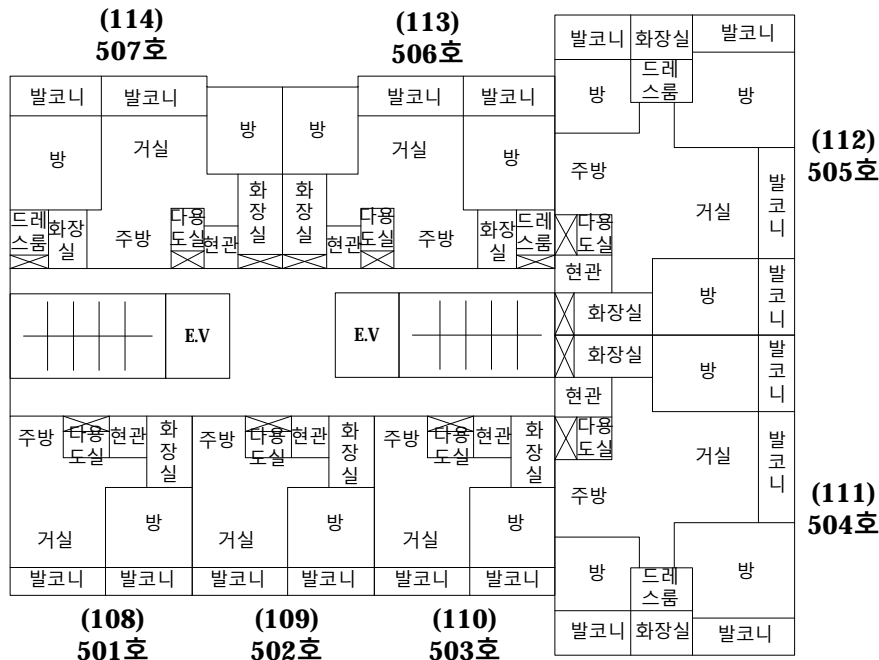 (114)
507호
(113)
506호
발코니 화장실 발코니
드레
스룸
방 방
발코니 발코니
방 방
발코니 발코니
방 거실
거실 방
(112)
505호
주방
거실
발
코
니
드레
스룸
화장
실
주방
다용
도실
현관
화
장
실
화
장
실
현관
다용
도실
주방
화장
실
드레
스룸
다용
도실
현관
방
발
코
니
화장실
E.V
E.V
화장실
방
발
코
니
현관
다용
도실
거실
발
코
니
주방
(111)
504호
주방
다용
도실
현관
화
장
실
주방
다용
도실
현관
화
장
실
주방
다용
도실
현관
화
장
실
거실 방 거실 방 거실 방
발코니 발코니 발코니 발코니 발코니 발코니
방 방
드레
스룸
발코니 화장실 발코니
(108)
501호
(109)
502호
(110)
503호